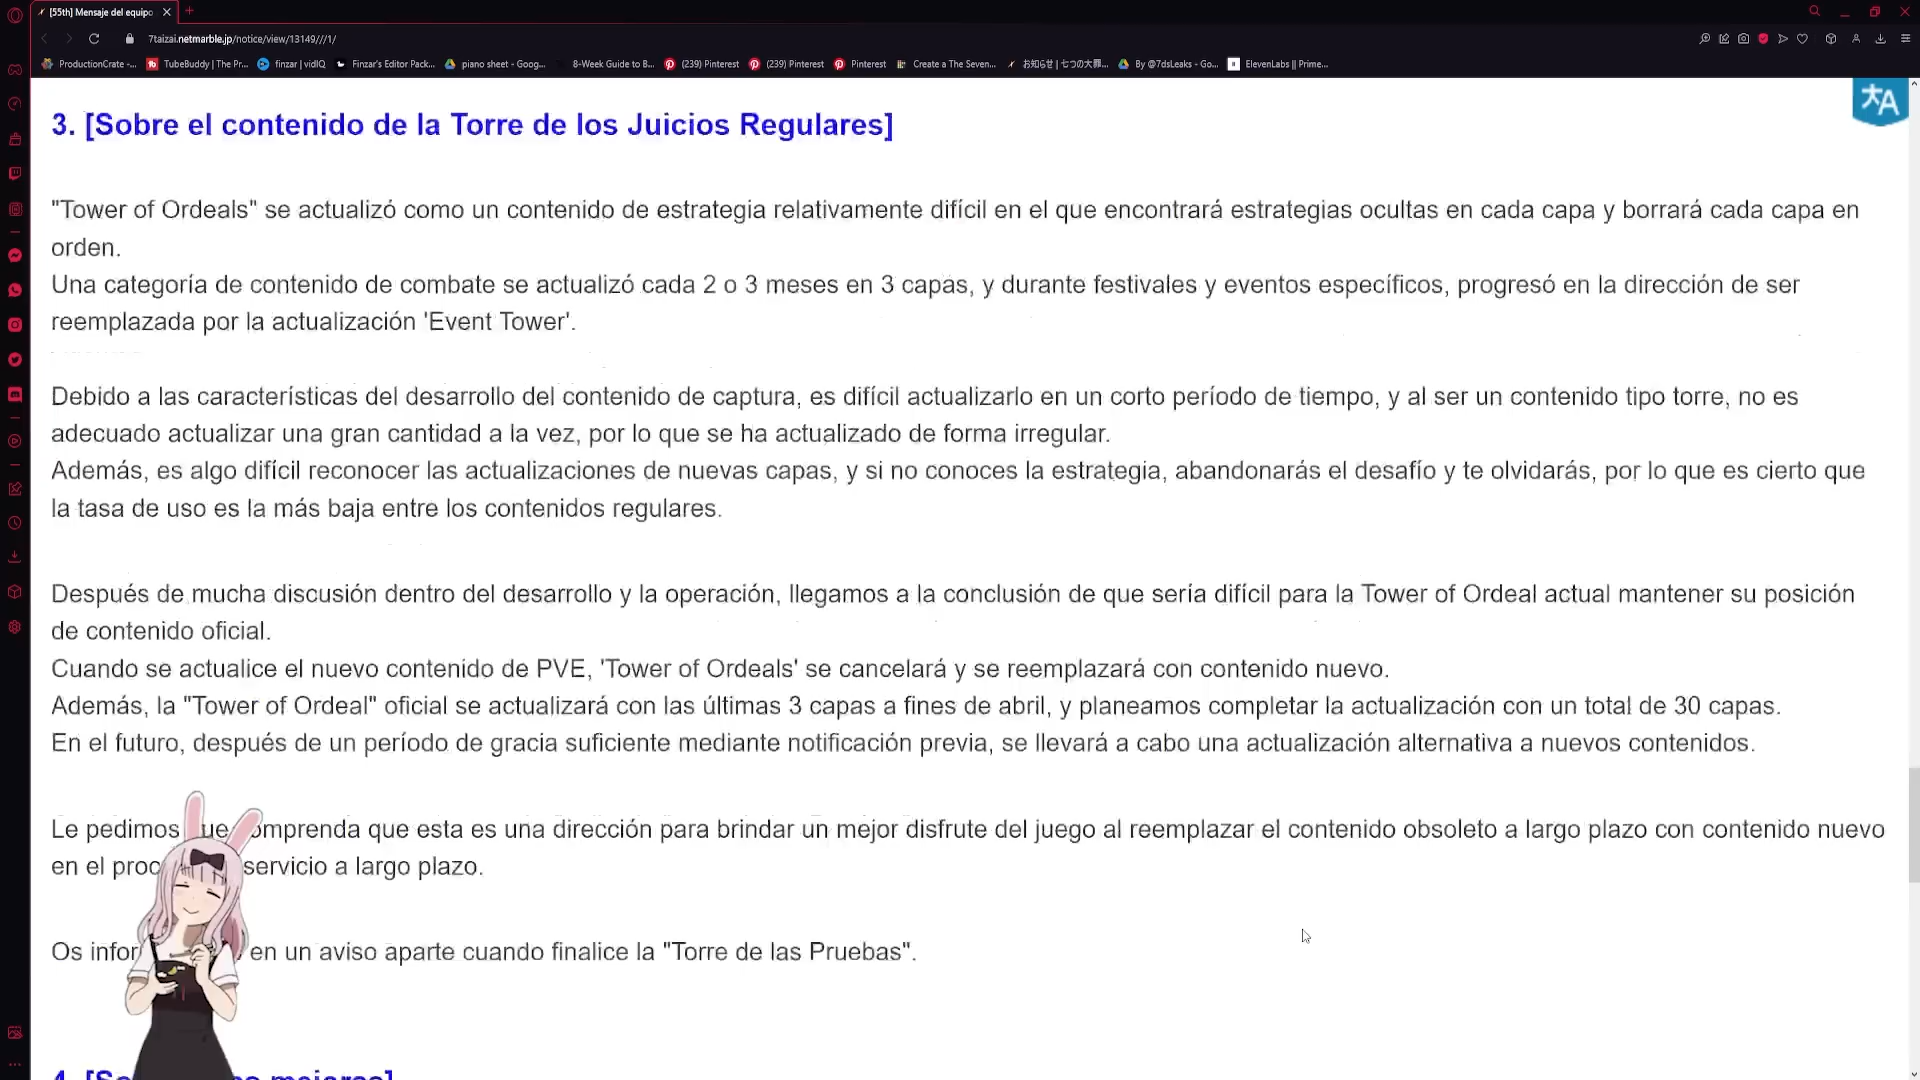 [55th] Mensaje del equipo
7taizai.netmarble.jp/notice/view/13149///1/
ProductionCrate -... TubeBuddy | The Pr... finzar | vidIQ Finzar's Editor Pack... piano sheet - Goog... 8-Week Guide to B... (239) Pinterest (239) Pinterest Pinterest Create a The Seven... お知らせ | 七つの大罪... By @7dsLeaks - Go... ElevenLabs || Prime...
3. [Sobre el contenido de la Torre de los Juicios Regulares]
"Tower of Ordeals" se actualizó como un contenido de estrategia relativamente difícil en el que encontrará estrategias ocultas en cada capa y borrará cada capa en
orden.
Una categoría de contenido de combate se actualizó cada 2 o 3 meses en 3 capas, y durante festivales y eventos específicos, progresó en la dirección de ser
reemplazada por la actualización 'Event Tower'.
Debido a las características del desarrollo del contenido de captura, es difícil actualizarlo en un corto período de tiempo, y al ser un contenido tipo torre, no es
adecuado actualizar una gran cantidad a la vez, por lo que se ha actualizado de forma irregular.
Además, es algo difícil reconocer las actualizaciones de nuevas capas, y si no conoces la estrategia, abandonarás el desafío y te olvidarás, por lo que es cierto que
la tasa de uso es la más baja entre los contenidos regulares.
Después de mucha discusión dentro del desarrollo y la operación, llegamos a la conclusión de que sería difícil para la Tower of Ordeal actual mantener su posición
de contenido oficial.
Cuando se actualice el nuevo contenido de PVE, 'Tower of Ordeals' se cancelará y se reemplazará con contenido nuevo.
Además, la "Tower of Ordeal" oficial se actualizará con las últimas 3 capas a fines de abril, y planeamos completar la actualización con un total de 30 capas.
En el futuro, después de un período de gracia suficiente mediante notificación previa, se llevará a cabo una actualización alternativa a nuevos contenidos.
Le pedimos que comprenda que esta es una dirección para brindar un mejor disfrute del juego al reemplazar el contenido obsoleto a largo plazo con contenido nuevo
en el proc servicio a largo plazo.
Os infor en un aviso aparte cuando finalice la "Torre de las Pruebas".
4. mejoras]